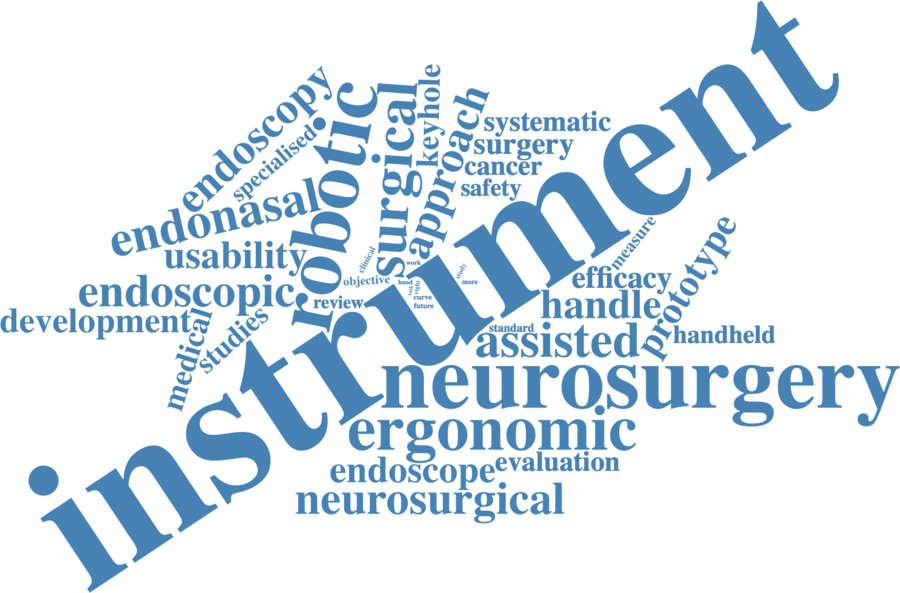 instrument
neurosurgery
robotic
surgical
approach
keyhole
endoscopy
specialised
endonasal
usability
endoscopic
development
medical
studies
systematic
surgery
cancer
safety
measure
efficacy
handle
prototype
handheld
standard
assisted
ergonomic
endoscope
evaluation
neurosurgical
clinical
work
objective
hand
study
more
review
curve
future